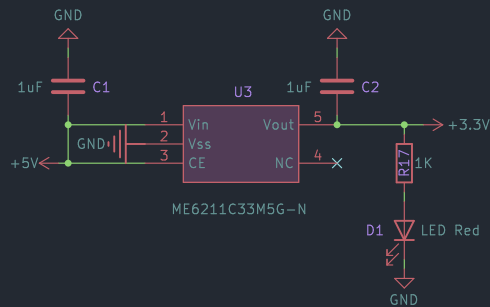 GND
GND
1uF C1
U3
1uF C2
1 Vin
Vout 5
+3.3V
GND 2 Vss
+5V 3 CE
NC 4
R17 1K
ME6211C33M5G-N
D1 LED Red
GND